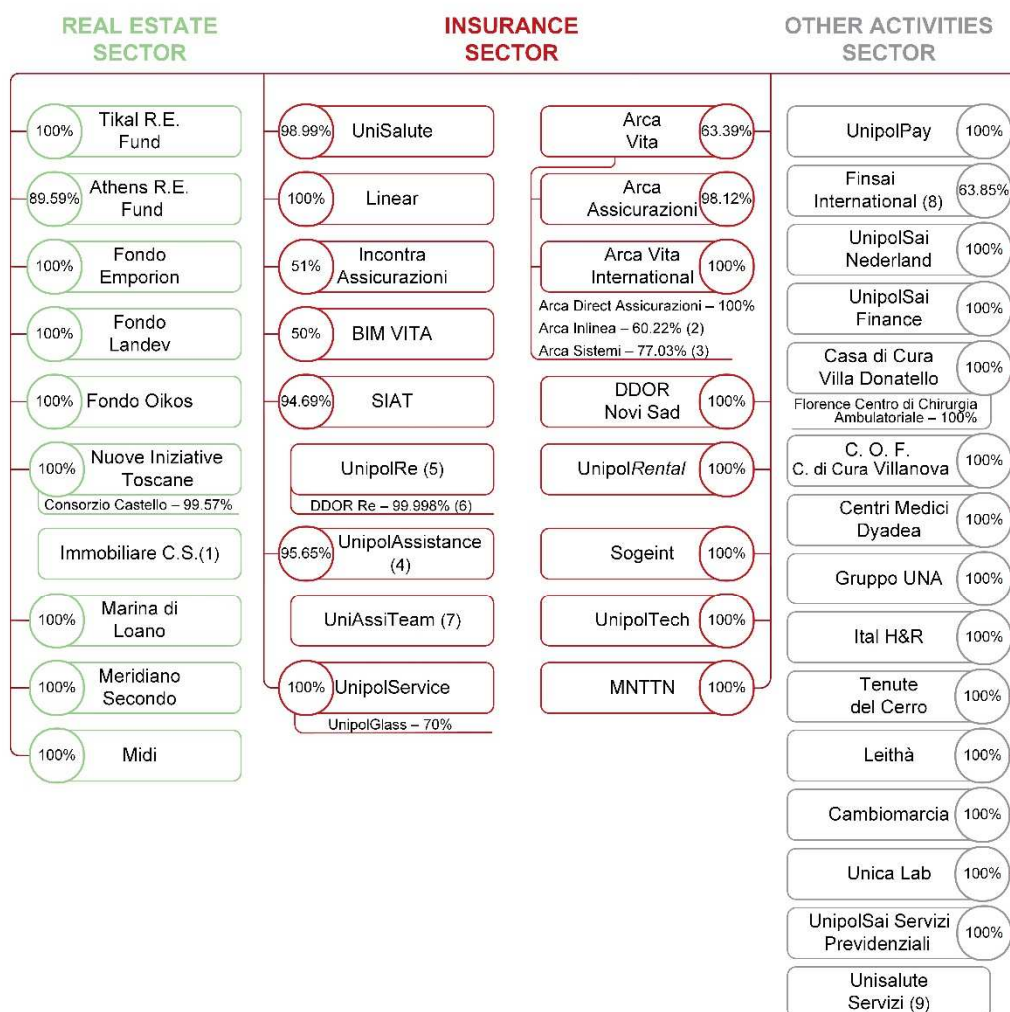 REAL ESTATE
SECTOR
100%
Tikal R.E.
Fund
89.59%
Athens R.E.
Fund
100%
Fondo
Emporion
100%
Fondo
Landev
100%
Fondo Oikos
100%
Nuove Iniziative
Toscane
Consorzio Castello – 99.57%
Immobiliare C.S.(1)
100%
Marina di
Loano
100%
Meridiano
Secondo
100%
Midi
INSURANCE
SECTOR
98.99%
UniSalute
100%
Linear
51%
Incontra
Assicurazioni
50%
BIM VITA
94.69%
SIAT
UnipolRe (5)
DDOR Re – 99.998% (6)
95.65%
UnipolAssistance
(4)
UniAssiTeam (7)
100%
UnipolService
UnipolGlass – 70%
Arca
Vita
63.39%
Arca
Assicurazioni
98.12%
Arca Vita
International
100%
Arca Direct Assicurazioni – 100%
Arca Inlinea – 60.22% (2)
Arca Sistemi – 77.03% (3)
DDOR
Novi Sad
100%
UnipolRental
100%
Sogeint
100%
UnipolTech
100%
MNTTN
100%
OTHER ACTIVITIES
SECTOR
UnipolPay
100%
Finsai
International (8)
63.85%
UnipolSai
Nederland
100%
UnipolSai
Finance
100%
Casa di Cura
Villa Donatello
100%
Florence Centro di Chirurgia
Ambulatoriale – 100%
C. O. F.
C. di Cura Villanova
100%
Centri Medici
Dyadea
100%
Gruppo UNA
100%
Ital H&R
100%
Tenute
del Cerro
100%
Leithà
100%
Cambiomarcia
100%
Unica Lab
100%
UnipolSai Servizi
Previdenziali
100%
Unisalute
Servizi (9)